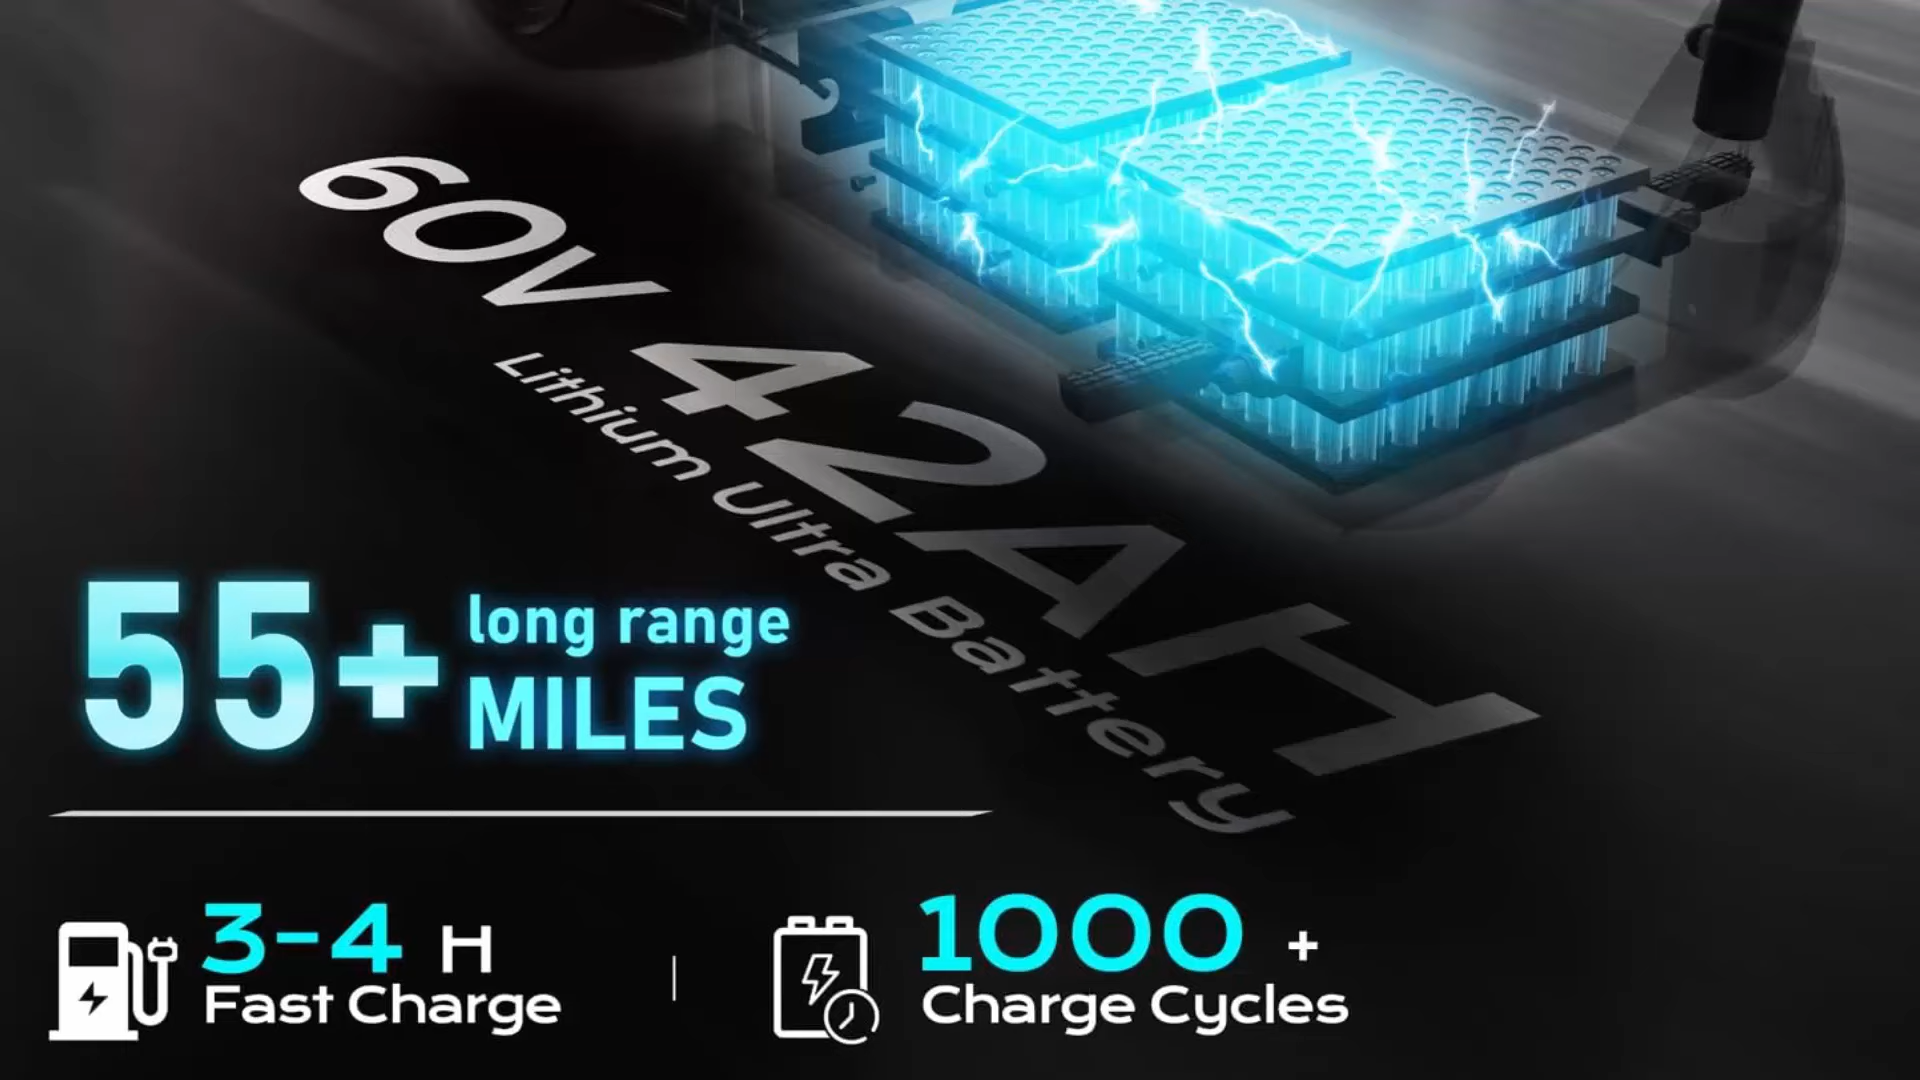 60V 42AH
Lithium Ultra Battery
55+ long range
MILES
3-4 H
Fast Charge
1000 +
Charge Cycles